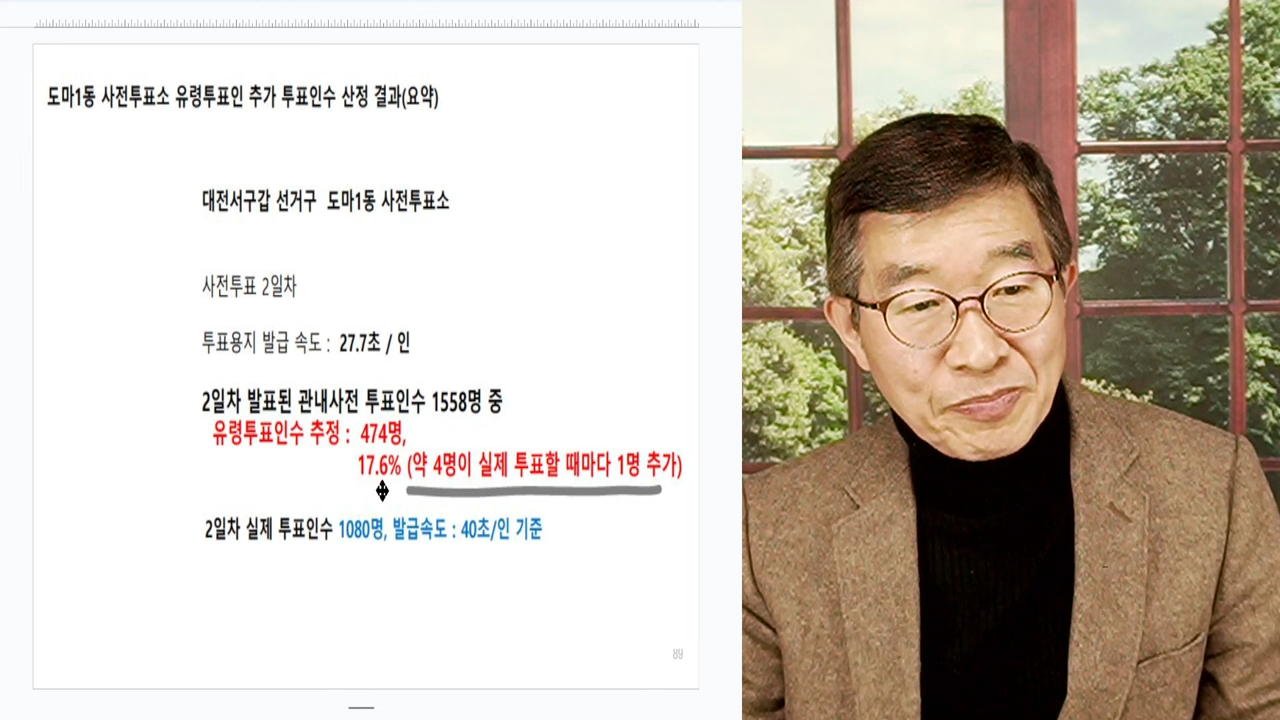 도마1동 사전투표소 유령투표인 추가 투표인수 산정 결과(요약)
대전서구갑 선거구 도마1동 사전투표소
사전투표 2일차
투표용지 발급 속도 : 27.7초 / 인
2일차 발표된 관내사전 투표인수 1558명 중
유령투표인수 추정 : 474명,
17.6% (약 4명이 실제 투표할 때마다 1명 추가)
2일차 실제 투표인수 1080명, 발급속도 : 40초/인 기준
89